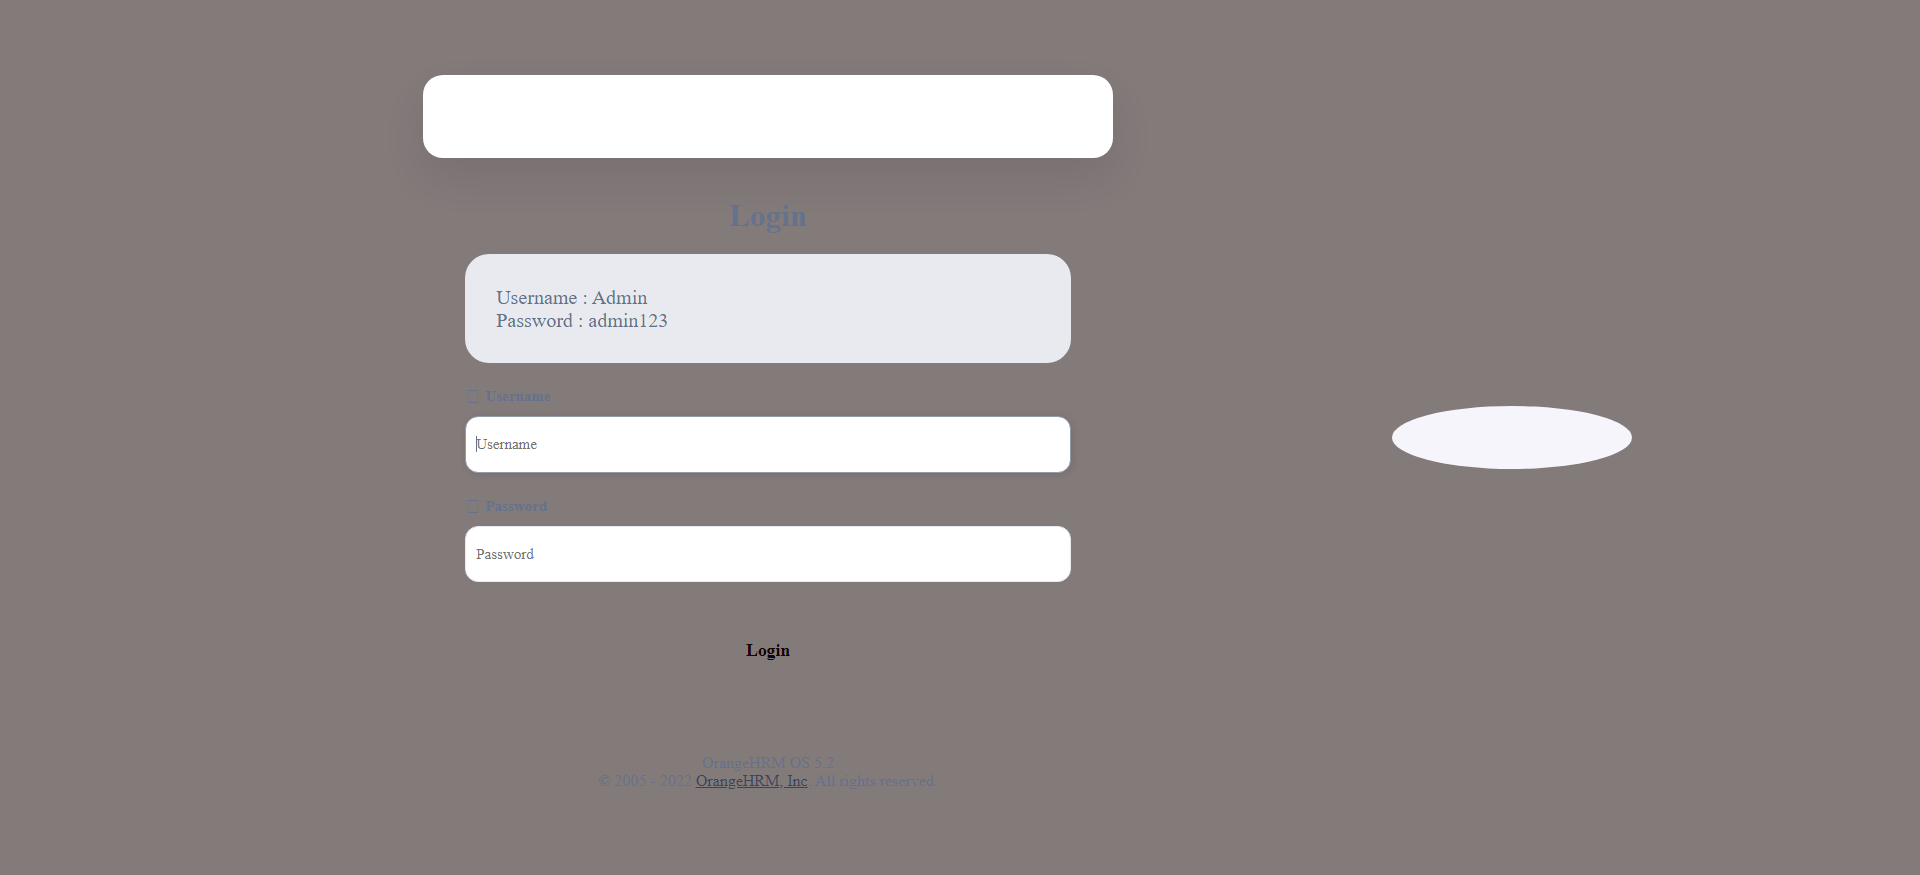 Login
Username : Admin
Password : admin123
Username
Username
Password
Password
Login
OrangeHRM OS 5.2
© 2005 - 2022 OrangeHRM, Inc. All rights reserved.